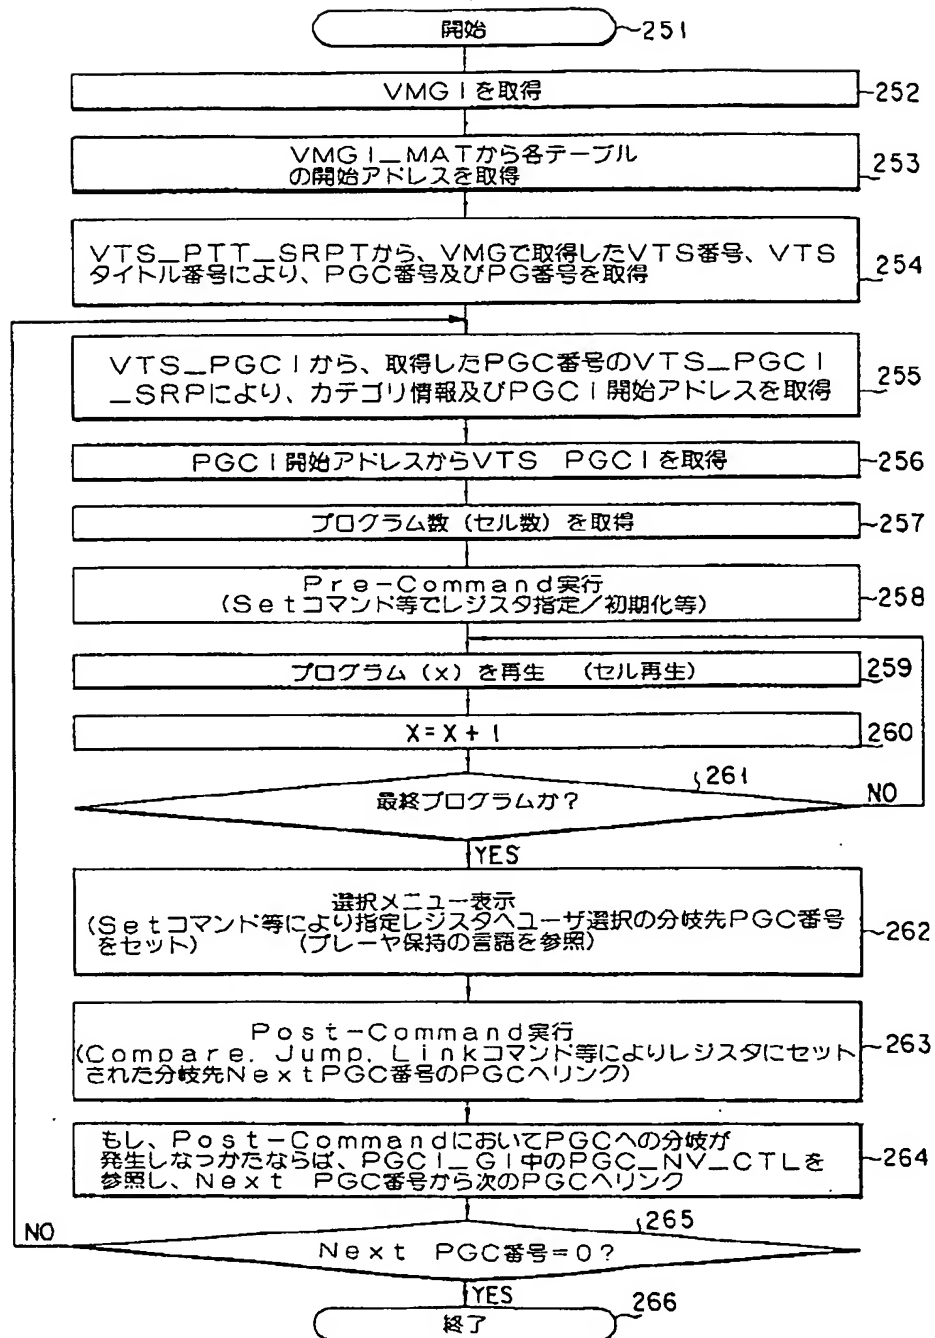 開始 251
VMGIを取得 252
VMGI_MATから各テーブル
の開始アドレスを取得 253
VTS_PTT_SRPTから、VMGで取得したVTS番号、VTS
タイトル番号により、PGC番号及びPG番号を取得 254
VTS_PGCIから、取得したPGC番号のVTS_PGCI
_SRPにより、カテゴリ情報及びPGCI開始アドレスを取得 255
PGCI開始アドレスからVTS PGCIを取得 256
プログラム数(セル数)を取得 257
Pre-Command実行
(Setコマンド等でレジスタ指定/初期化等) 258
プログラム(x)を再生 (セル再生) 259
X=X+1 260
261
最終プログラムか? NO
YES
選択メニュー表示
(Setコマンド等により指定レジスタへユーザ選択の分岐先PGC番号
をセット) (プレーヤ保持の言語を参照) 262
Post-Command実行
(Compare. Jump. Linkコマンド等によりレジスタにセット
された分岐先NextPGC番号のPGCへリンク) 263
もし、Post-CommandにおいてPGCへの分岐が
発生しなつかたならば、PGCI_GI中のPGC_NV_CTLを
参照し、Next PGC番号から次のPGCへリンク 264
265
NO Next PGC番号=0?
YES
終了 266